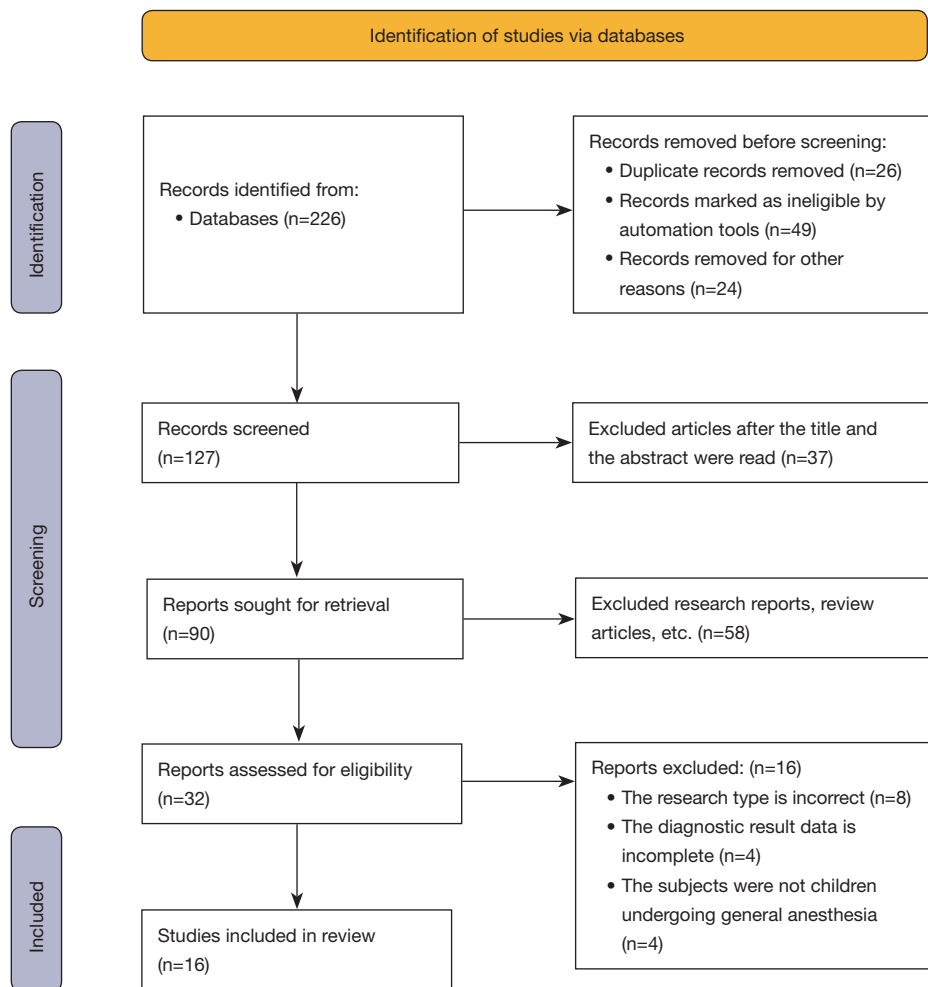 Identification of studies via databases
Identification
Records identified from:
• Databases (n=226)
Records removed before screening:
• Duplicate records removed (n=26)
• Records marked as ineligible by
automation tools (n=49)
• Records removed for other
reasons (n=24)
Screening
Records screened
(n=127)
Excluded articles after the title and
the abstract were read (n=37)
Reports sought for retrieval
(n=90)
Excluded research reports, review
articles, etc. (n=58)
Reports assessed for eligibility
(n=32)
Reports excluded: (n=16)
• The research type is incorrect (n=8)
• The diagnostic result data is
incomplete (n=4)
• The subjects were not children
undergoing general anesthesia
(n=4)
Included
Studies included in review
(n=16)